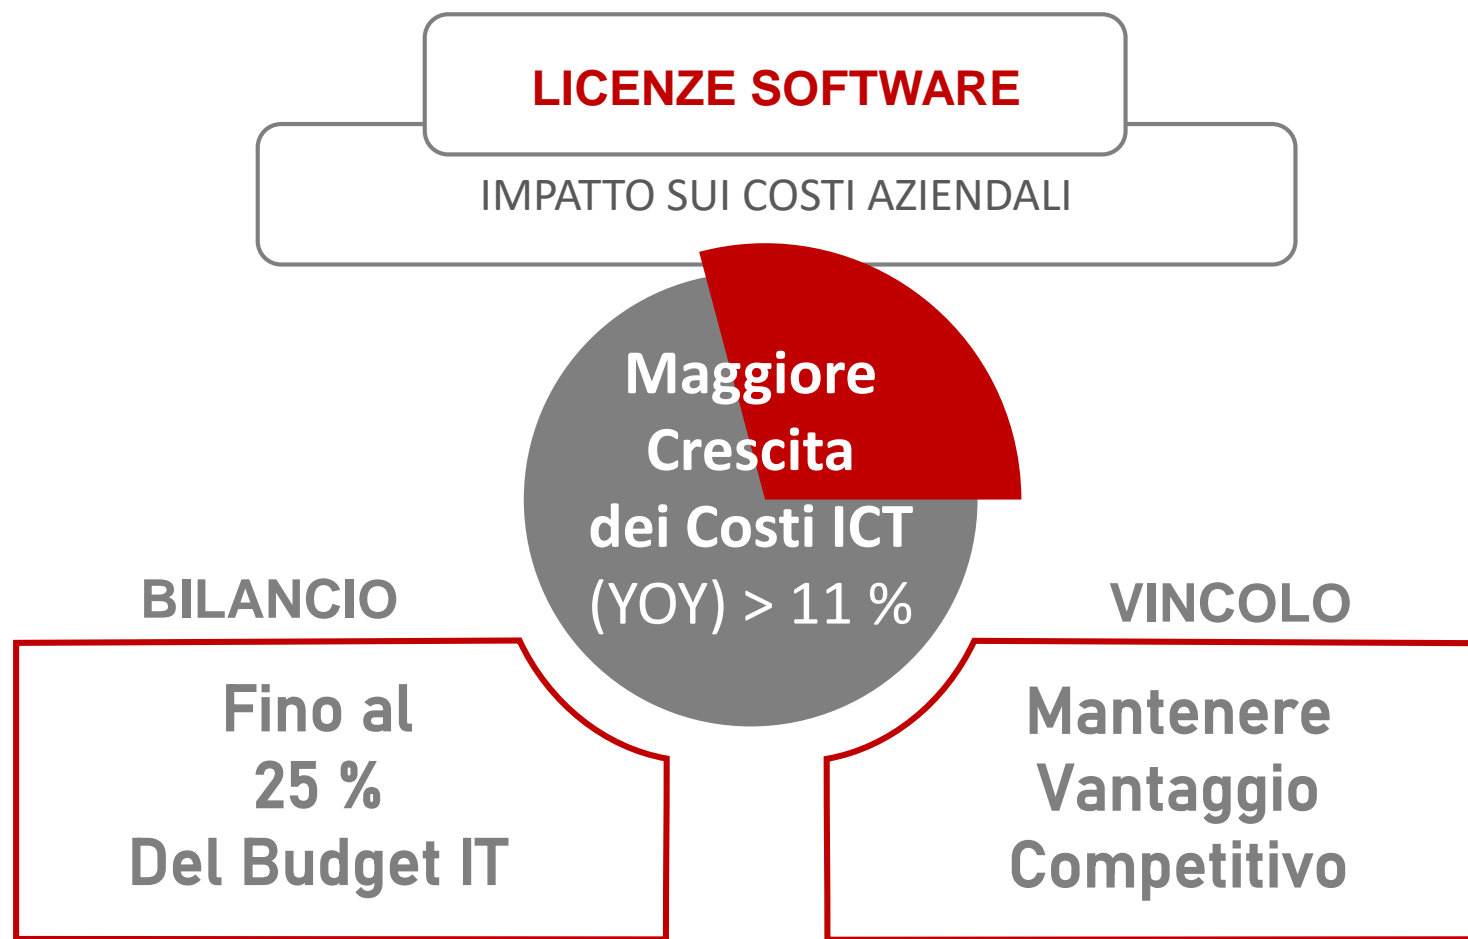 LICENZE SOFTWARE
IMPATTO SUI COSTI AZIENDALI
Maggiore
Crescita
dei Costi ICT
(YOY) > 11 %
BILANCIO
Fino al
25 %
Del Budget IT
VINCOLO
Mantenere
Vantaggio
Competitivo